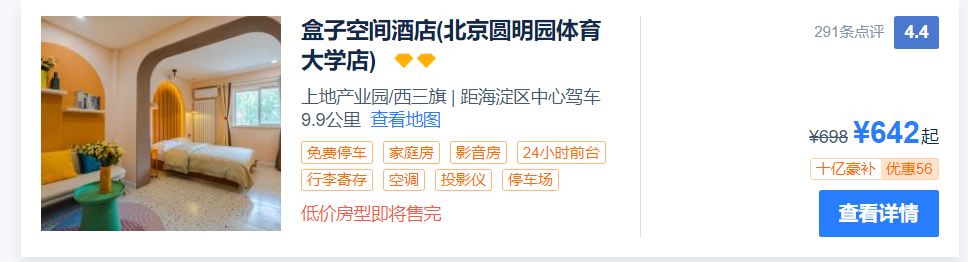 盒子空间酒店(北京圆明园体育
大学店)
上地产业园/西三旗 | 距海淀区中心驾车
9.9公里 查看地图
免费停车 家庭房 影音房 24小时前台
行李寄存 空调 投影仪 停车场
低价房型即将售完
291条点评 4.4
¥698 ¥642起
十亿豪补 优惠56
查看详情